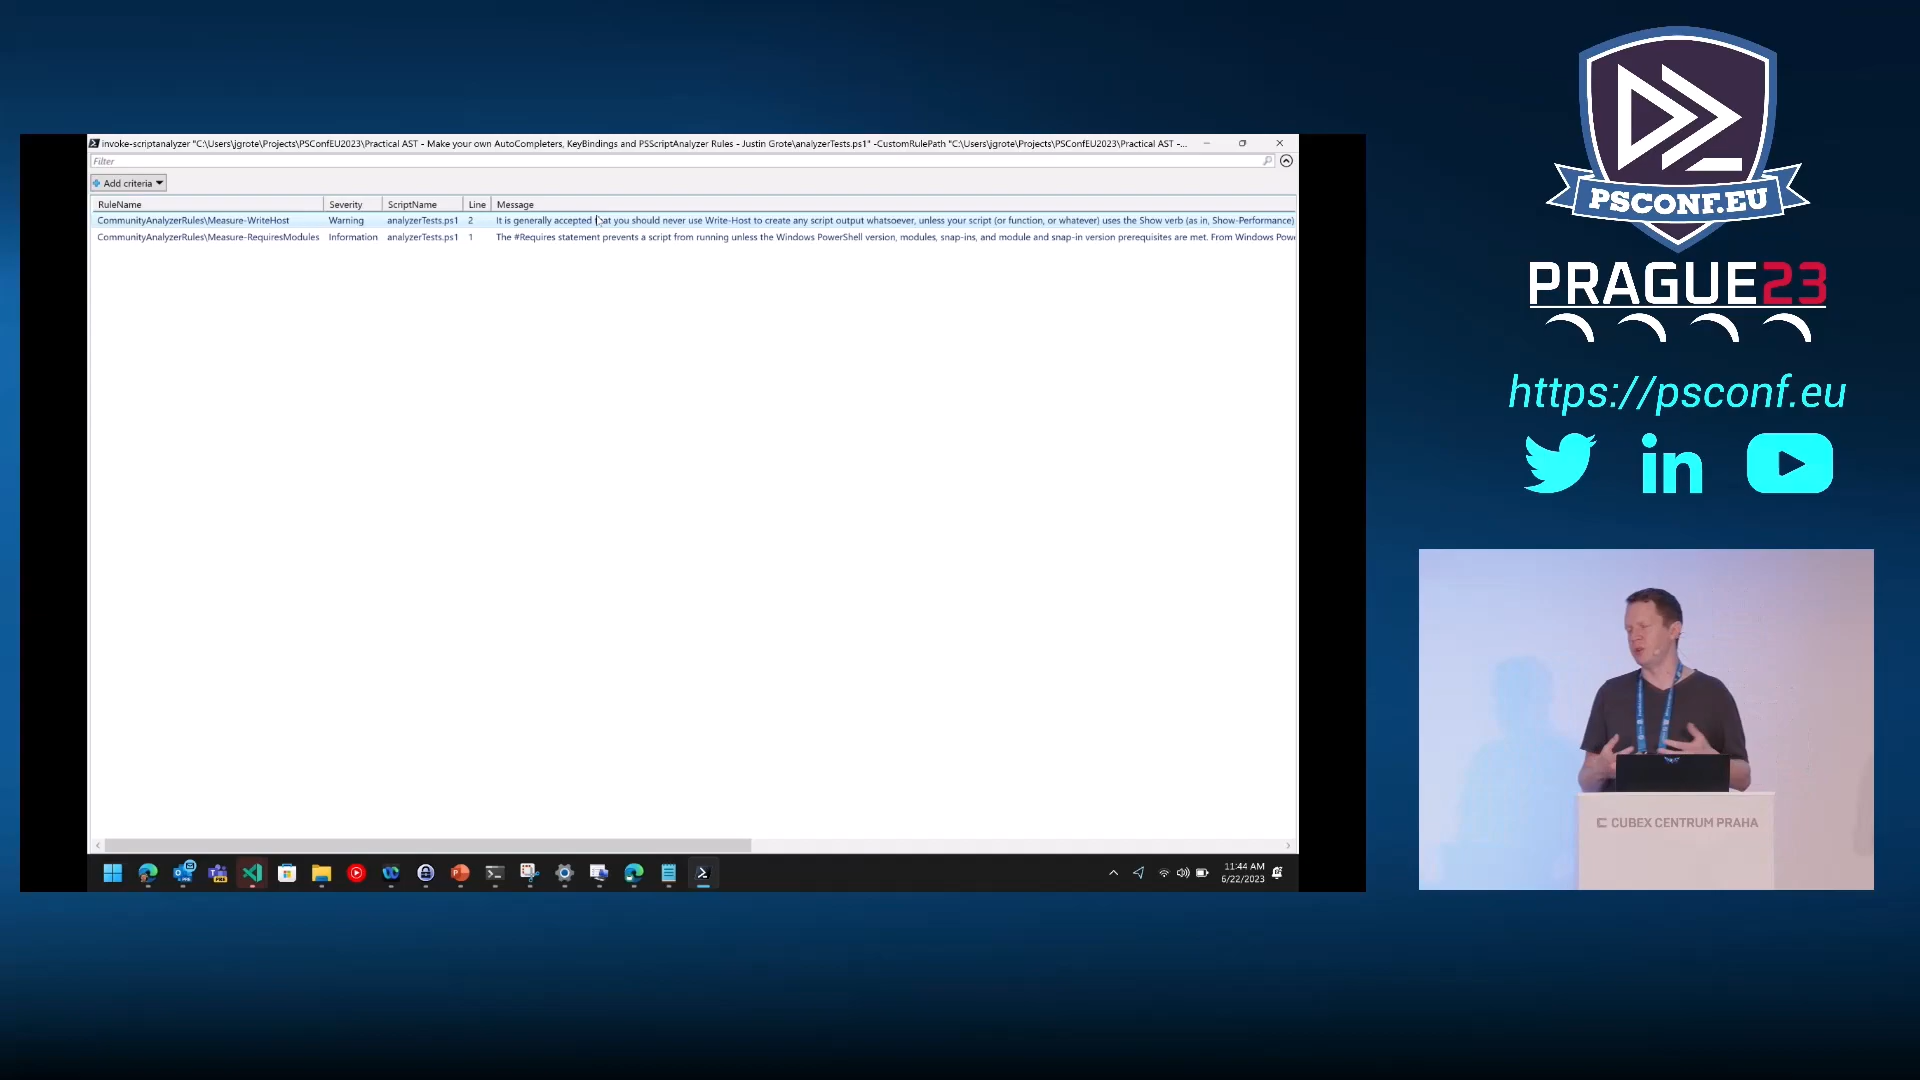 invoke-scriptanalyzer "C:\Users\jgrote\Projects\PSConfEU2023\Practical AST - Make your own AutoCompleters, KeyBindings and PSScriptAnalyzer Rules - Justin Grote\analyzerTests.ps1" -CustomRulePath "C:\Users\jgrote\Projects\PSConfEU2023\Practical AST -...
Filter
Add criteria
RuleName Severity ScriptName Line Message
CommunityAnalyzerRules\Measure-WriteHost Warning analyzerTests.ps1 2 It is generally accepted that you should never use Write-Host to create any script output whatsoever, unless your script (or function, or whatever) uses the Show verb (as in, Show-Performance)
CommunityAnalyzerRules\Measure-RequiresModules Information analyzerTests.ps1 1 The #Requires statement prevents a script from running unless the Windows PowerShell version, modules, snap-ins, and module and snap-in version prerequisites are met. From Windows Powe
11:44 AM
6/22/2023
PSCONF.EU
PRAGUE23
https://psconf.eu
in
CUBEX CENTRUM PRAHA